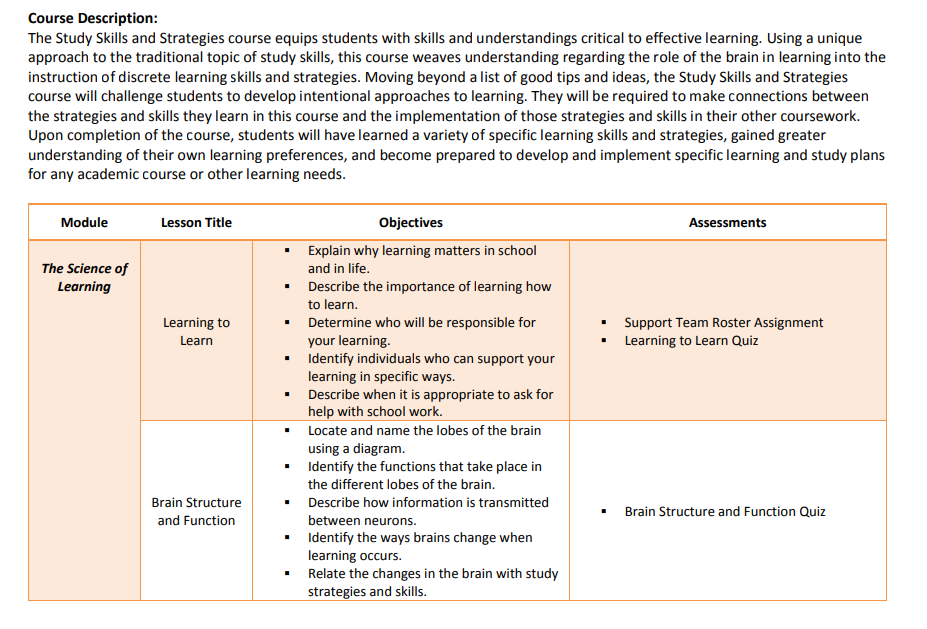 Course Description:
The Study Skills and Strategies course equips students with skills and understandings critical to effective learning. Using a unique
approach to the traditional topic of study skills, this course weaves understanding regarding the role of the brain in learning into the
instruction of discrete learning skills and strategies. Moving beyond a list of good tips and ideas, the Study Skills and Strategies
course will challenge students to develop intentional approaches to learning. They will be required to make connections between
the strategies and skills they learn in this course and the implementation of those strategies and skills in their other coursework.
Upon completion of the course, students will have learned a variety of specific learning skills and strategies, gained greater
understanding of their own learning preferences, and become prepared to develop and implement specific learning and study plans
for any academic course or other learning needs.
Module Lesson Title Objectives Assessments
The Science of
Learning
Learning to
Learn
▪ Explain why learning matters in school
and in life.
▪ Describe the importance of learning how
to learn.
▪ Determine who will be responsible for
your learning.
▪ Identify individuals who can support your
learning in specific ways.
▪ Describe when it is appropriate to ask for
help with school work.
▪ Support Team Roster Assignment
▪ Learning to Learn Quiz
Brain Structure
and Function
▪ Locate and name the lobes of the brain
using a diagram.
▪ Identify the functions that take place in
the different lobes of the brain.
▪ Describe how information is transmitted
between neurons.
▪ Identify the ways brains change when
learning occurs.
▪ Relate the changes in the brain with study
strategies and skills.
▪ Brain Structure and Function Quiz